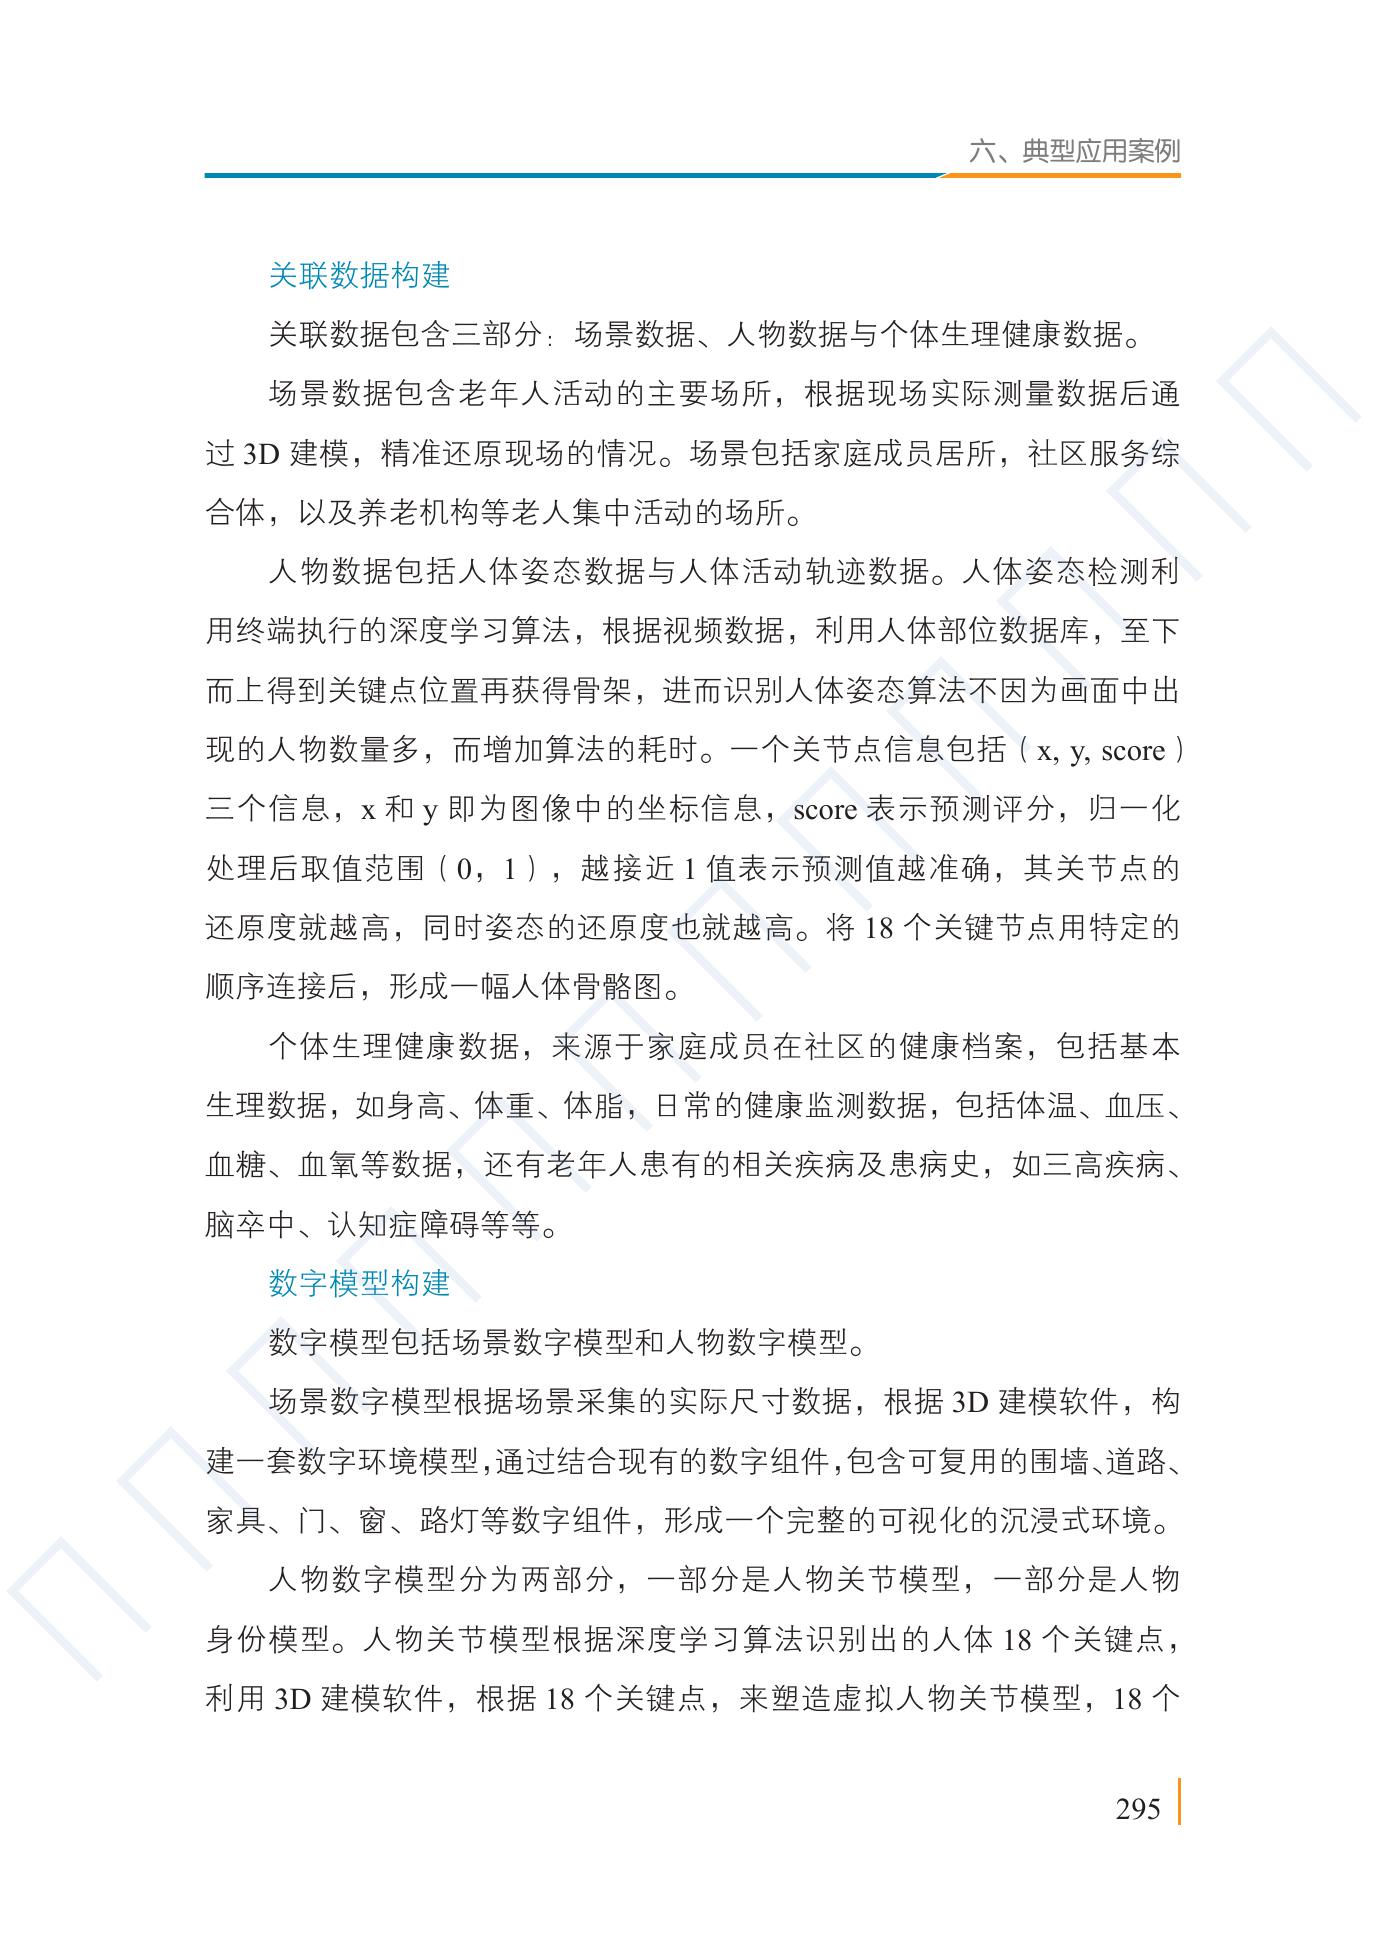 六、典型应用案例
关联数据构建
关联数据包含三部分：场景数据、人物数据与个体生理健康数据。
场景数据包含老年人活动的主要场所，根据现场实际测量数据后通
过 3D 建模，精准还原现场的情况。场景包括家庭成员居所，社区服务综
合体，以及养老机构等老人集中活动的场所。
人物数据包括人体姿态数据与人体活动轨迹数据。人体姿态检测利
用终端执行的深度学习算法，根据视频数据，利用人体部位数据库，至下
而上得到关键点位置再获得骨架，进而识别人体姿态算法不因为画面中出
现的人物数量多，而增加算法的耗时。一个关节点信息包括（x, y, score）
三个信息，x 和 y 即为图像中的坐标信息，score 表示预测评分，归一化
处理后取值范围（0，1），越接近 1 值表示预测值越准确，其关节点的
还原度就越高，同时姿态的还原度也就越高。将 18 个关键节点用特定的
顺序连接后，形成一幅人体骨骼图。
个体生理健康数据，来源于家庭成员在社区的健康档案，包括基本
生理数据，如身高、体重、体脂，日常的健康监测数据，包括体温、血压、
血糖、血氧等数据，还有老年人患有的相关疾病及患病史，如三高疾病、
脑卒中、认知症障碍等等。
数字模型构建
数字模型包括场景数字模型和人物数字模型。
场景数字模型根据场景采集的实际尺寸数据，根据 3D 建模软件，构
建一套数字环境模型，通过结合现有的数字组件，包含可复用的围墙、道路、
家具、门、窗、路灯等数字组件，形成一个完整的可视化的沉浸式环境。
人物数字模型分为两部分，一部分是人物关节模型，一部分是人物
身份模型。人物关节模型根据深度学习算法识别出的人体 18 个关键点，
利用 3D 建模软件，根据 18 个关键点，来塑造虚拟人物关节模型，18 个
295